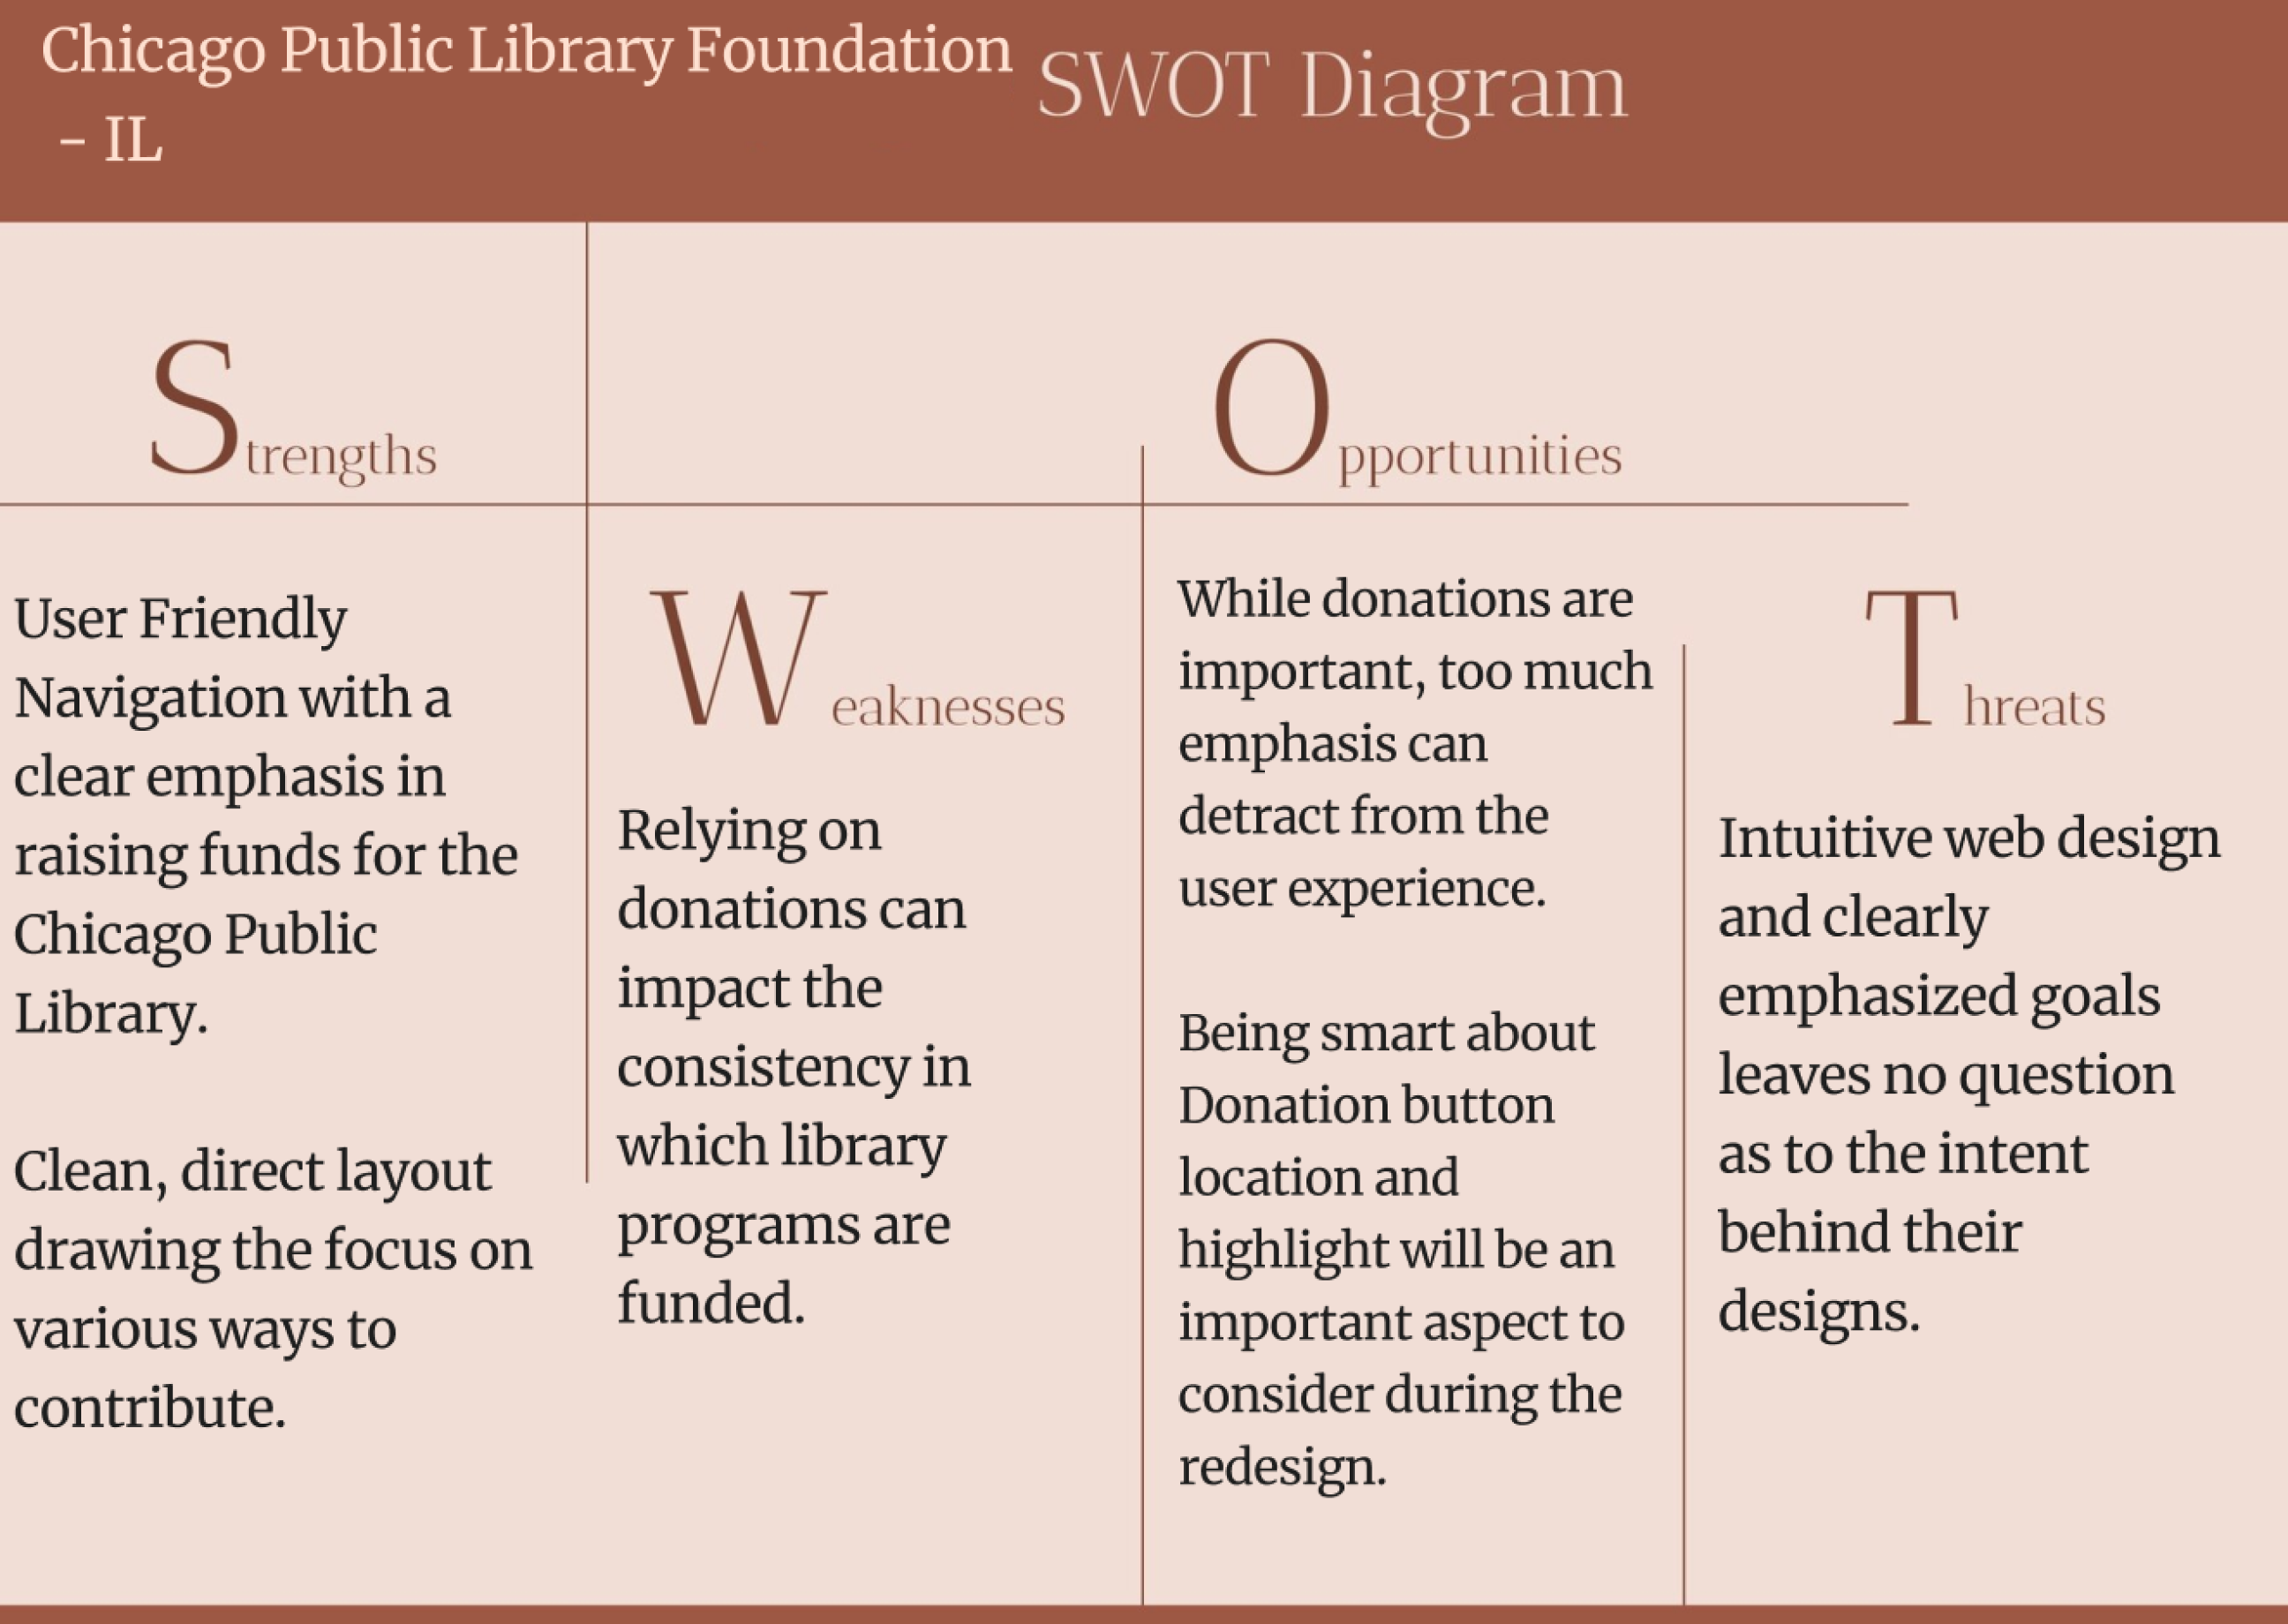 Chicago Public Library Foundation
- IL
SWOT Diagram
Strengths
User Friendly
Navigation with a
clear emphasis in
raising funds for the
Chicago Public
Library.
Clean, direct layout
drawing the focus on
various ways to
contribute.
Weaknesses
Relying on
donations can
impact the
consistency in
which library
programs are
funded.
Opportunities
While donations are
important, too much
emphasis can
detract from the
user experience.
Being smart about
Donation button
location and
highlight will be an
important aspect to
consider during the
redesign.
Threats
Intuitive web design
and clearly
emphasized goals
leaves no question
as to the intent
behind their
designs.